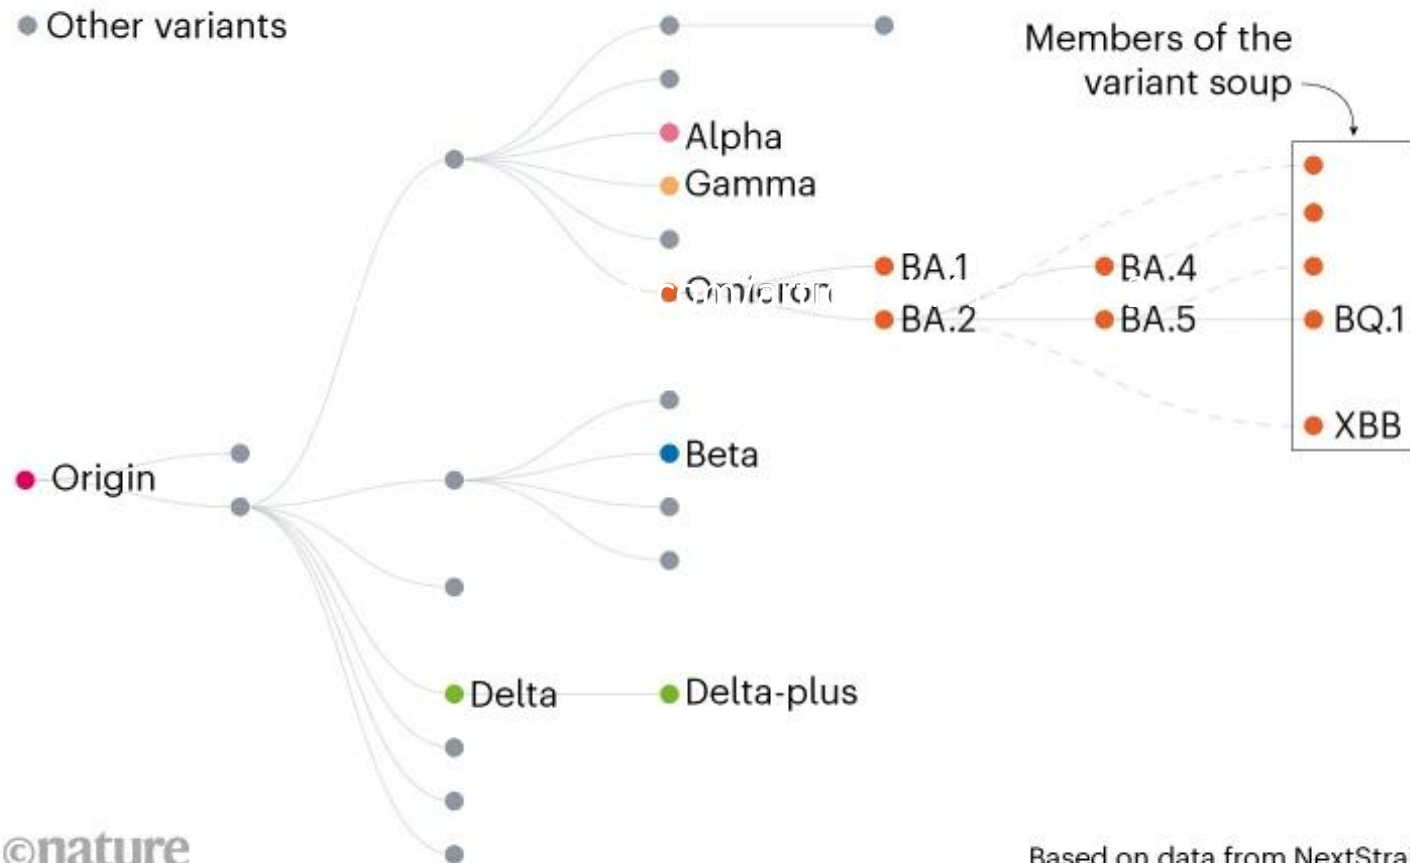 Other variants
Members of the
variant soup
Alpha
Gamma
Omicron
BA.1
BA.4
BA.2
BA.5
BQ.1
XBB
Origin
Beta
Delta
Delta-plus
©nature
Based on data from NextStrai